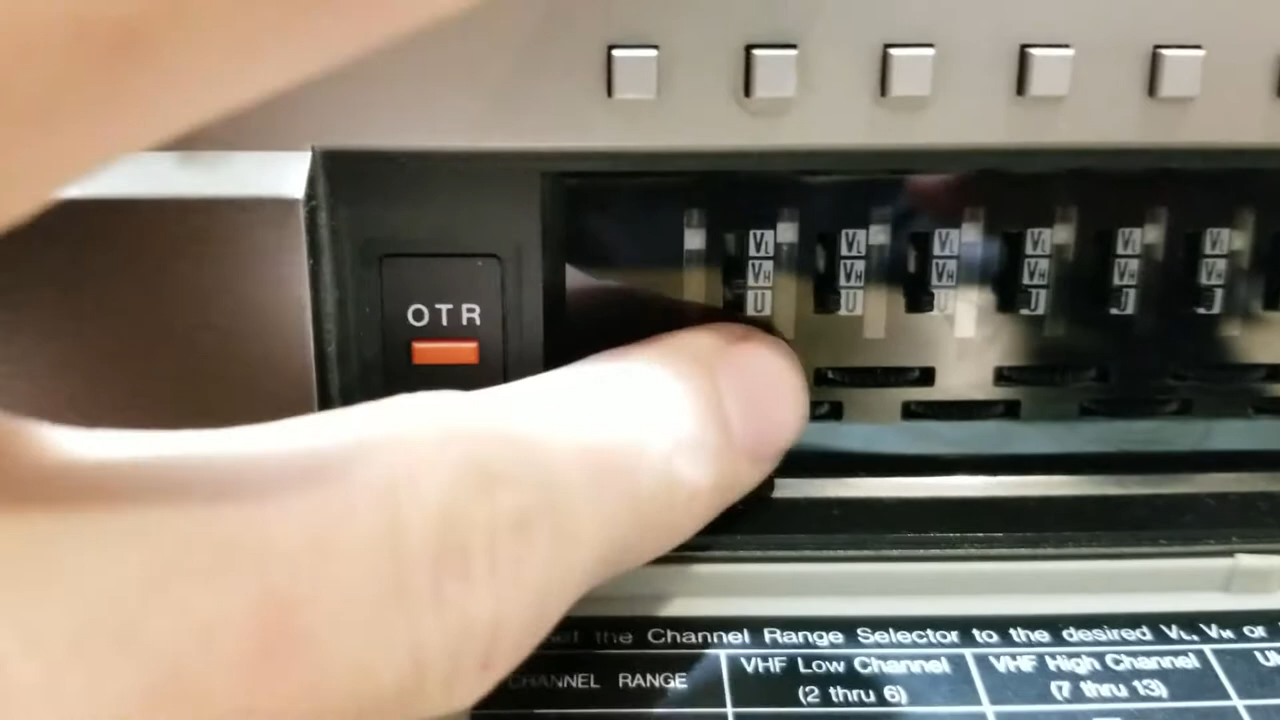 VL VL VL VL VL VL
VH VH VH VH VH VH
U U U U
OTR
the Channel Range Selector to the desired VL, VH or
CHANNEL RANGE
VHF Low Channel
(2 thru 6)
VHF High Channel
(7 thru 13)